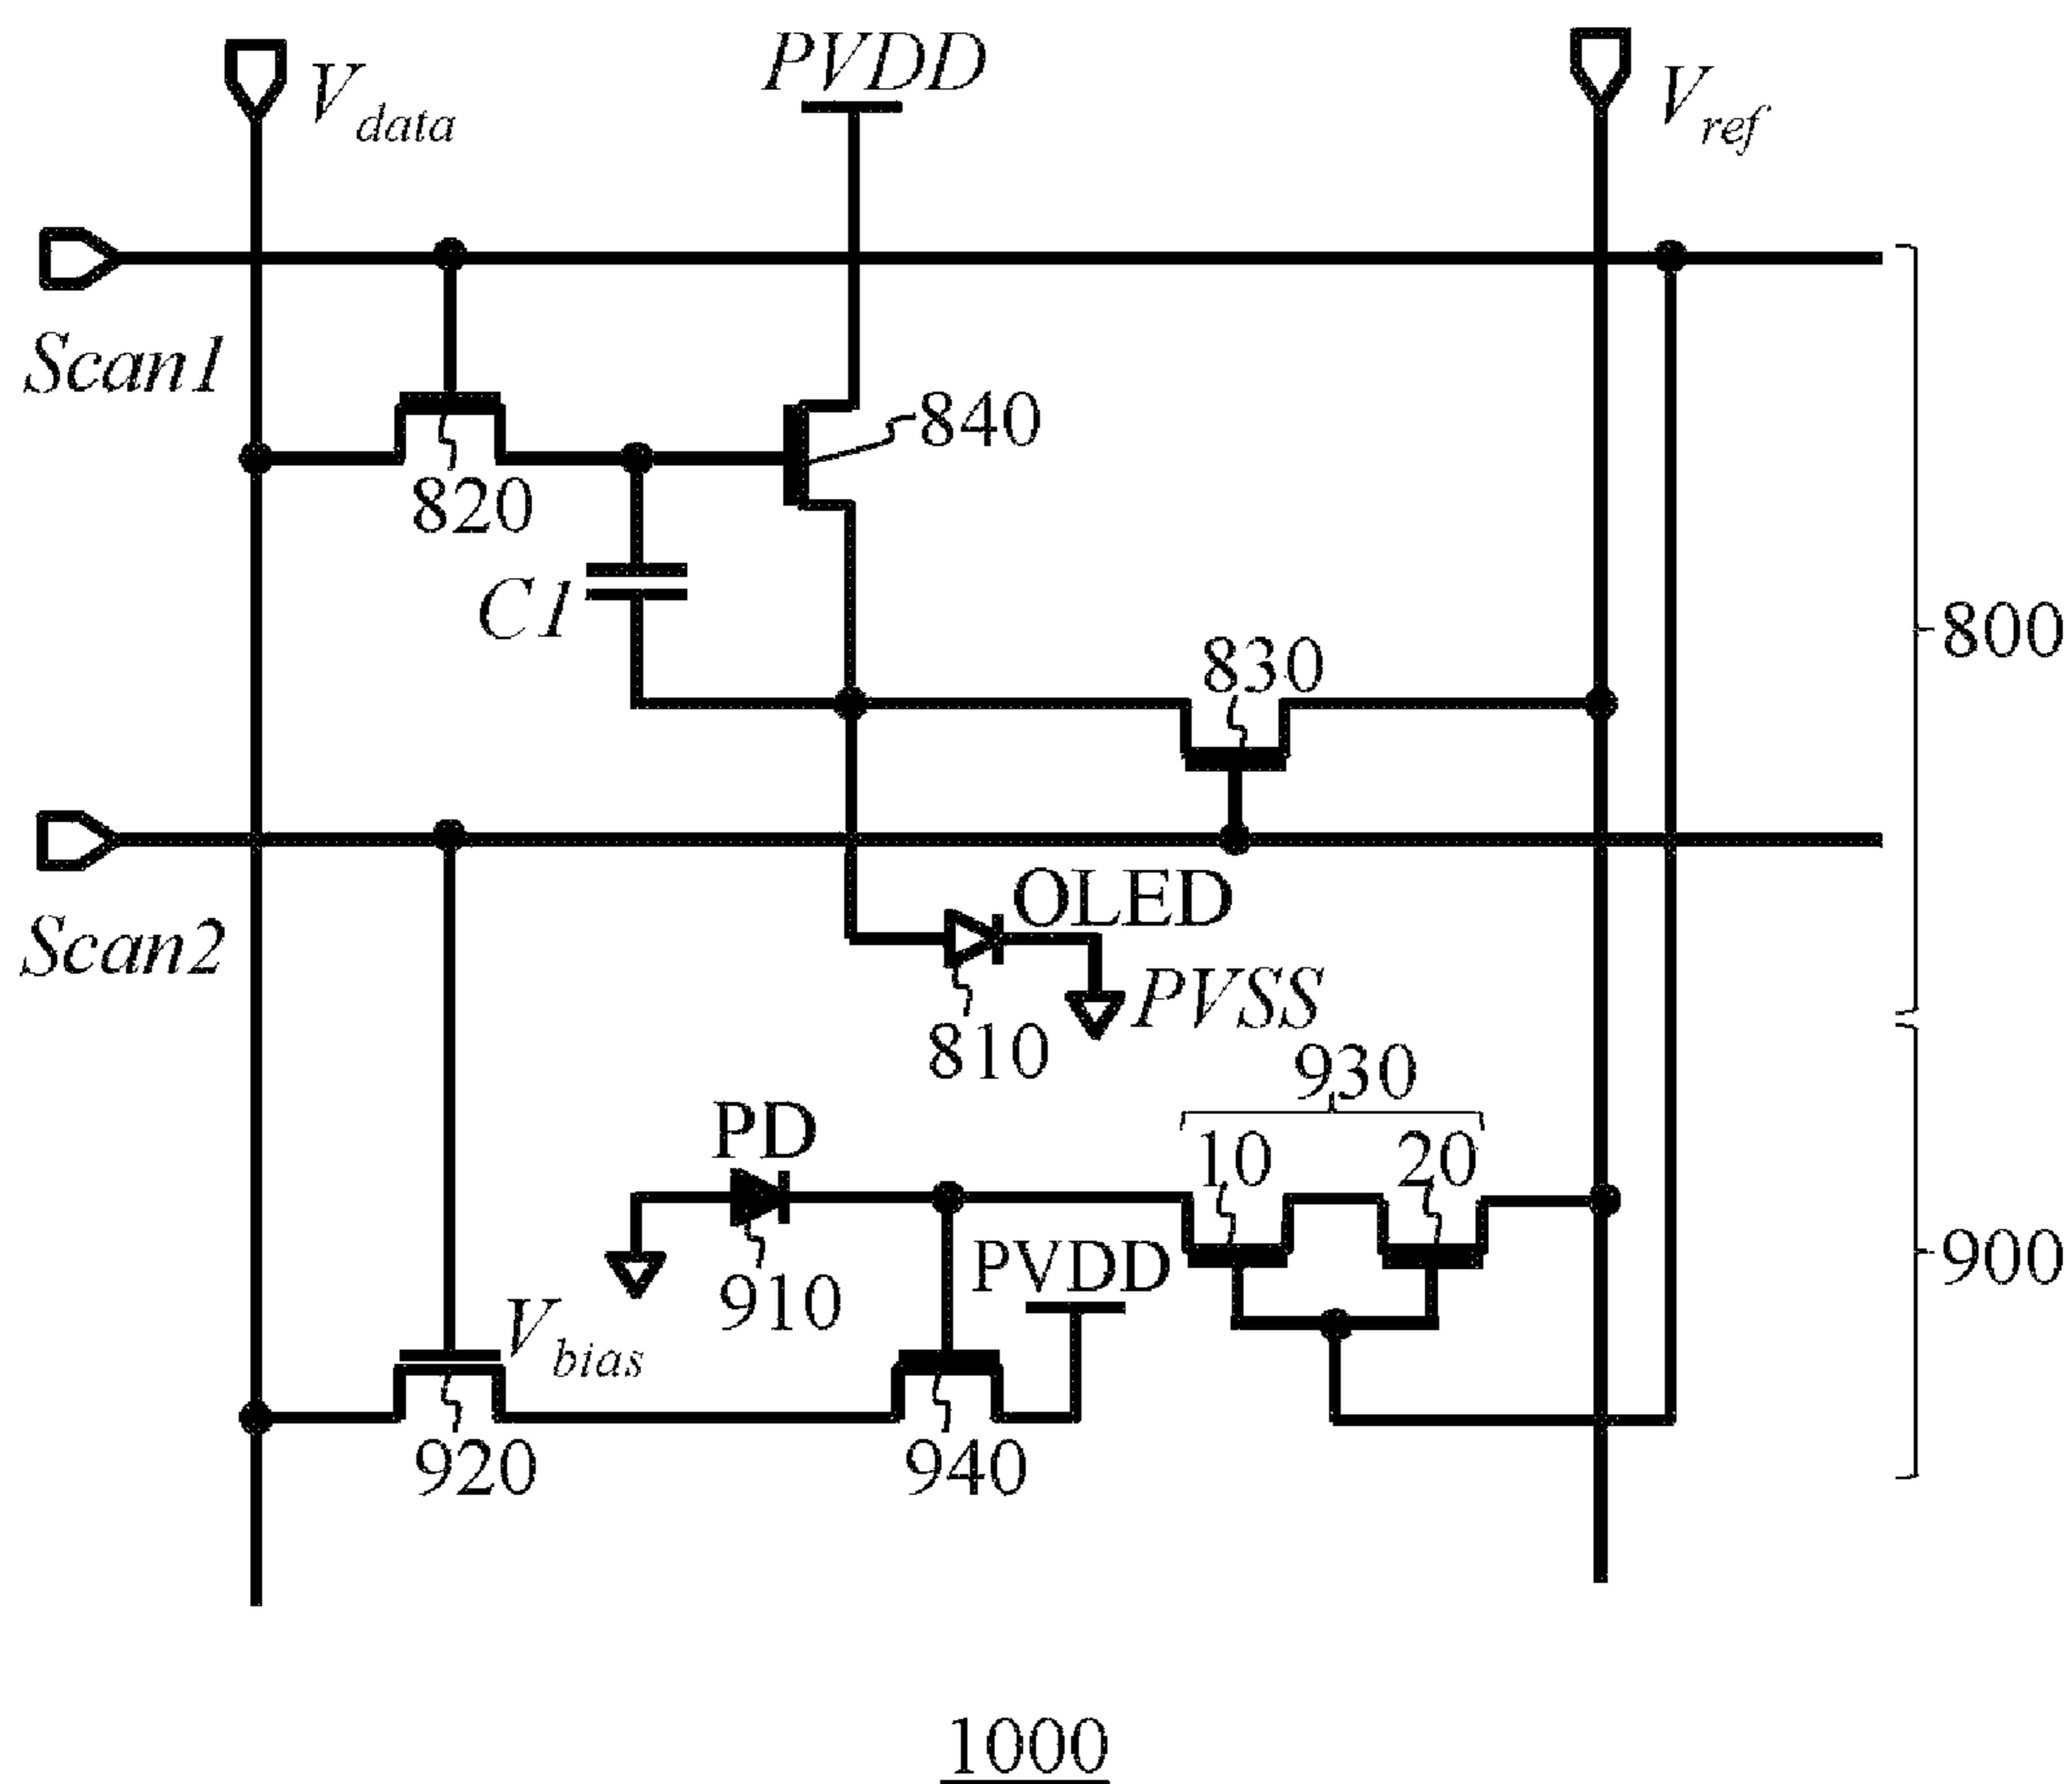 Vdata
PVDD
Vref
Scan1
840
820
C1
830
800
Scan2
OLED
PVSS
810
930
PD
10
20
PVDD
910
900
Vbias
920
940
1000